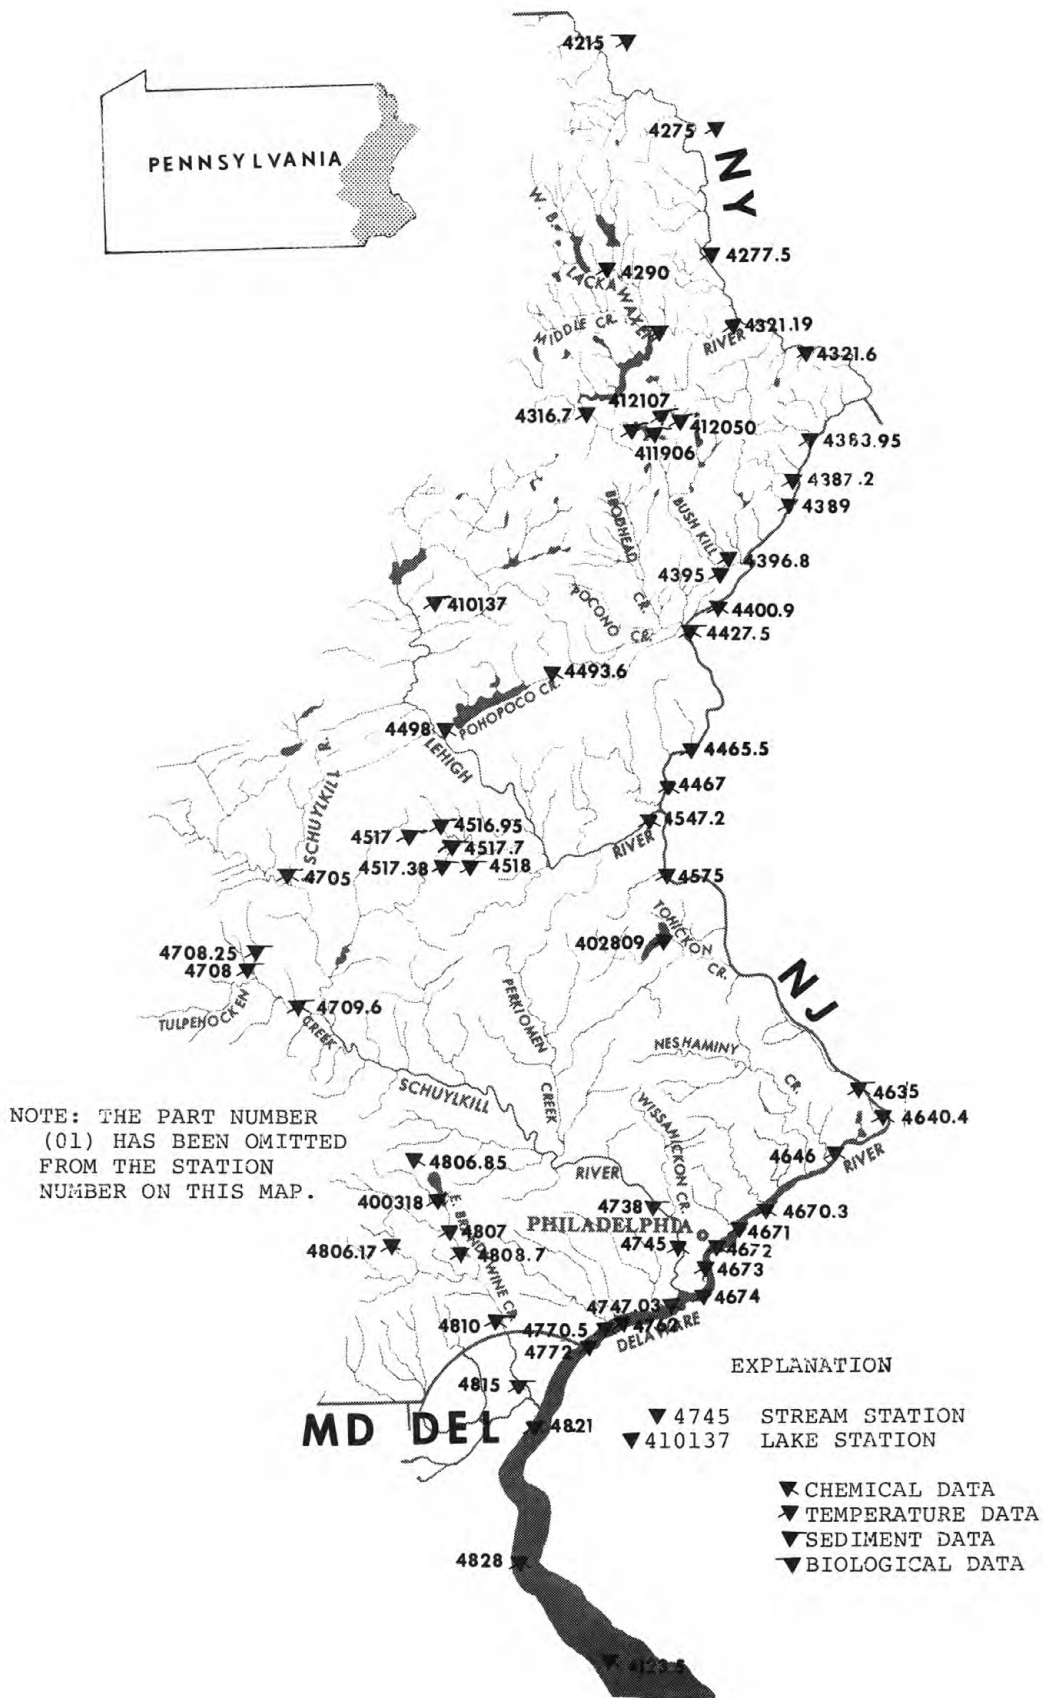 4215
4275
PENNSYLVANIA
NY
W. B.
4277.5
4290
LACKAWAXEN
MIDDLE CR.
4321.19
RIVER
4321.6
412107
4316.7
412050
411906
4383.95
4387.2
4389
BRODHEAD
CR.
BUSH KILL
4396.8
4395
410137
POCONO
CR.
4400.9
4427.5
4493.6
POHOPOCO CR.
4498
LEHIGH
4465.5
SCHUYLKILL
R.
4467
4516.95
4517
4547.2
RIVER
4517.7
4517.38
4518
4705
4575
TOHICKON
CR.
402809
4708.25
4708
NJ
TULPEHOCKEN
CREEK
4709.6
PERKIOMEN
CREEK
NESHAMINY
CR.
SCHUYLKILL
4635
NOTE: THE PART NUMBER
(01) HAS BEEN OMITTED
FROM THE STATION
NUMBER ON THIS MAP.
WISSAHICKON CR.
4640.4
4646
RIVER
4806.85
RIVER
400318
E. BRANDYWINE CR.
4738
4670.3
PHILADELPHIA
4807
4671
4806.17
4808.7
4745
4672
4673
4674
4747.03
4810
4770.5
4762
DELAWARE
4772
EXPLANATION
4815
4745 STREAM STATION
MD DEL
4821
410137 LAKE STATION
CHEMICAL DATA
TEMPERATURE DATA
SEDIMENT DATA
BIOLOGICAL DATA
4828